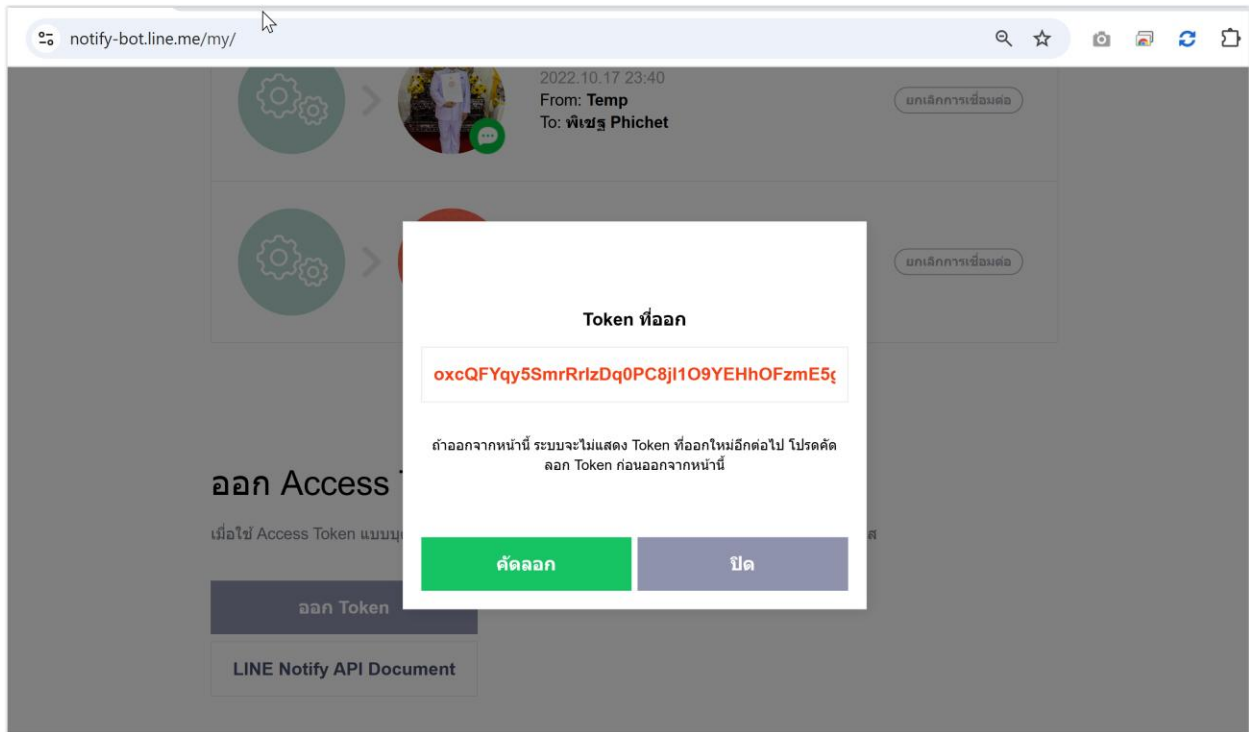 notify-bot.line.me/my/
2022.10.17 23:40
From: Temp
To: พิเชฐ Phichet
ยกเลิกการเชื่อมต่อ
ยกเลิกการเชื่อมต่อ
Token ที่ออก
oxcQFYqy5SmrRrIzDq0PC8jI1O9YEHhOFzmE5g
ถ้าออกจากหน้านี้ ระบบจะไม่แสดง Token ที่ออกใหม่อีกต่อไป โปรดคัด
ลอก Token ก่อนออกจากหน้านี้
คัดลอก
ปิด
ออก Access
เมื่อใช้ Access Token แบบบุ
ออก Token
LINE Notify API Document